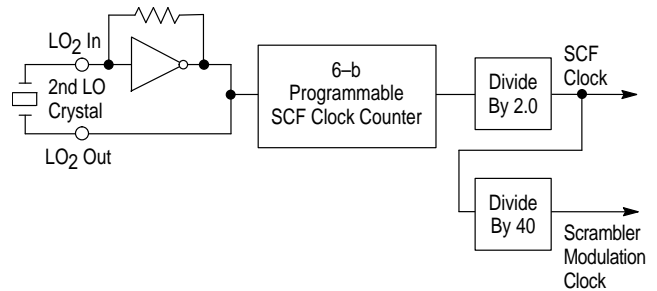 LO2 In
2nd LO
Crystal
LO2 Out
6–b
Programmable
SCF Clock Counter
Divide
By 2.0
SCF
Clock
Divide
By 40
Scrambler
Modulation
Clock